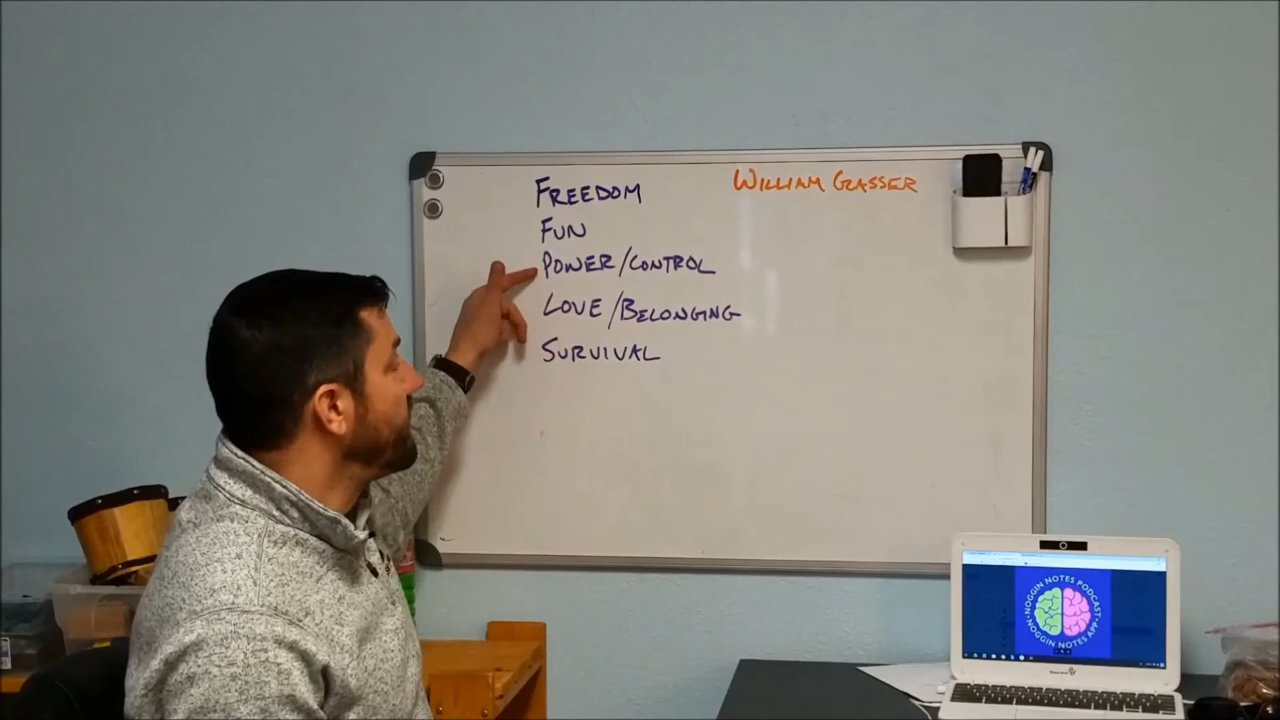 FREEDOM
WILLIAM GLASSER
FUN
POWER/CONTROL
LOVE/BELONGING
SURVIVAL
NOGGIN NOTES PODCAST
NOGGIN NOTES APP